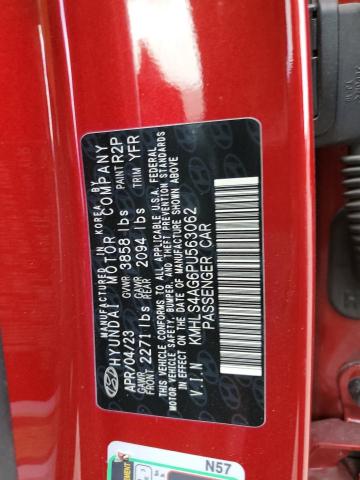 MANUFACTURED IN KOREA BY
HYUNDAI MOTOR COMPANY
APR/04/23 GVWR 3858 lbs PAINT R2P
GAWR FRONT 2271 lbs GAWR REAR 2094 lbs TRIM YFR
THIS VEHICLE CONFORMS TO ALL APPLICABLE U.S.A. FEDERAL
MOTOR VEHICLE SAFETY, BUMPER, AND THEFT PREVENTION
STANDARDS IN EFFECT ON THE DATE OF MANUFACTURE SHOWN ABOVE
KMHLS4AG6PU563062
V.I.N PASSENGER CAR
N57